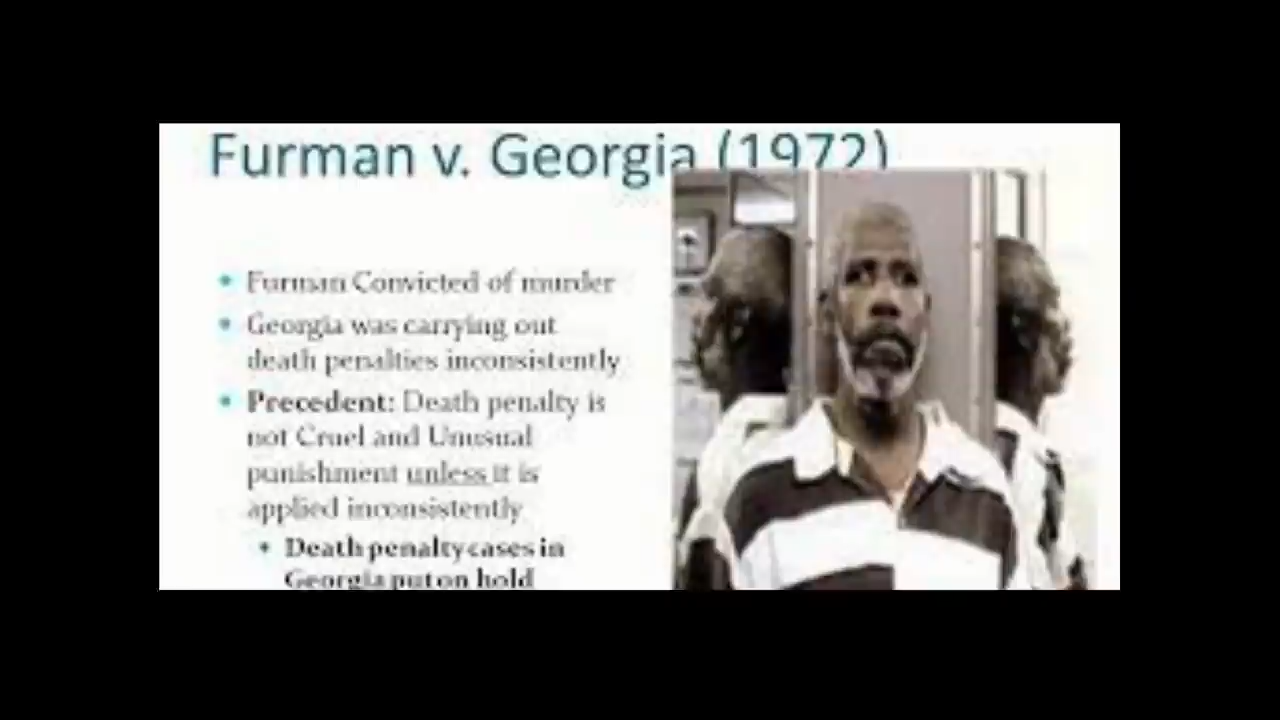 Furman v. Georgia (1972)
Furman Convicted of murder
Georgia was carrying out
death penalties inconsistently
Precedent: Death penalty is
not Cruel and Unusual
punishment unless it is
applied inconsistently
Death penalty cases in
Georgia put on hold